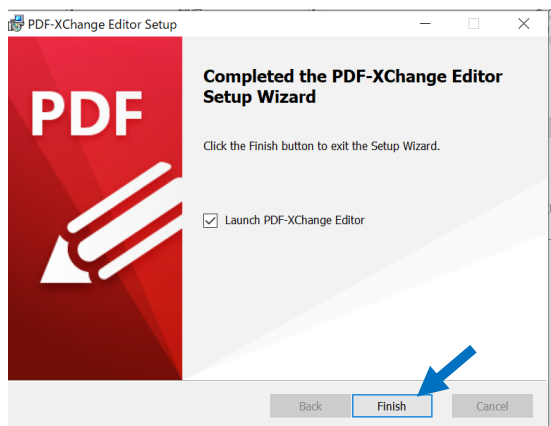 PDF-XChange Editor Setup
PDF
Completed the PDF-XChange Editor
Setup Wizard
Click the Finish button to exit the Setup Wizard.
Launch PDF-XChange Editor
Back
Finish
Cancel